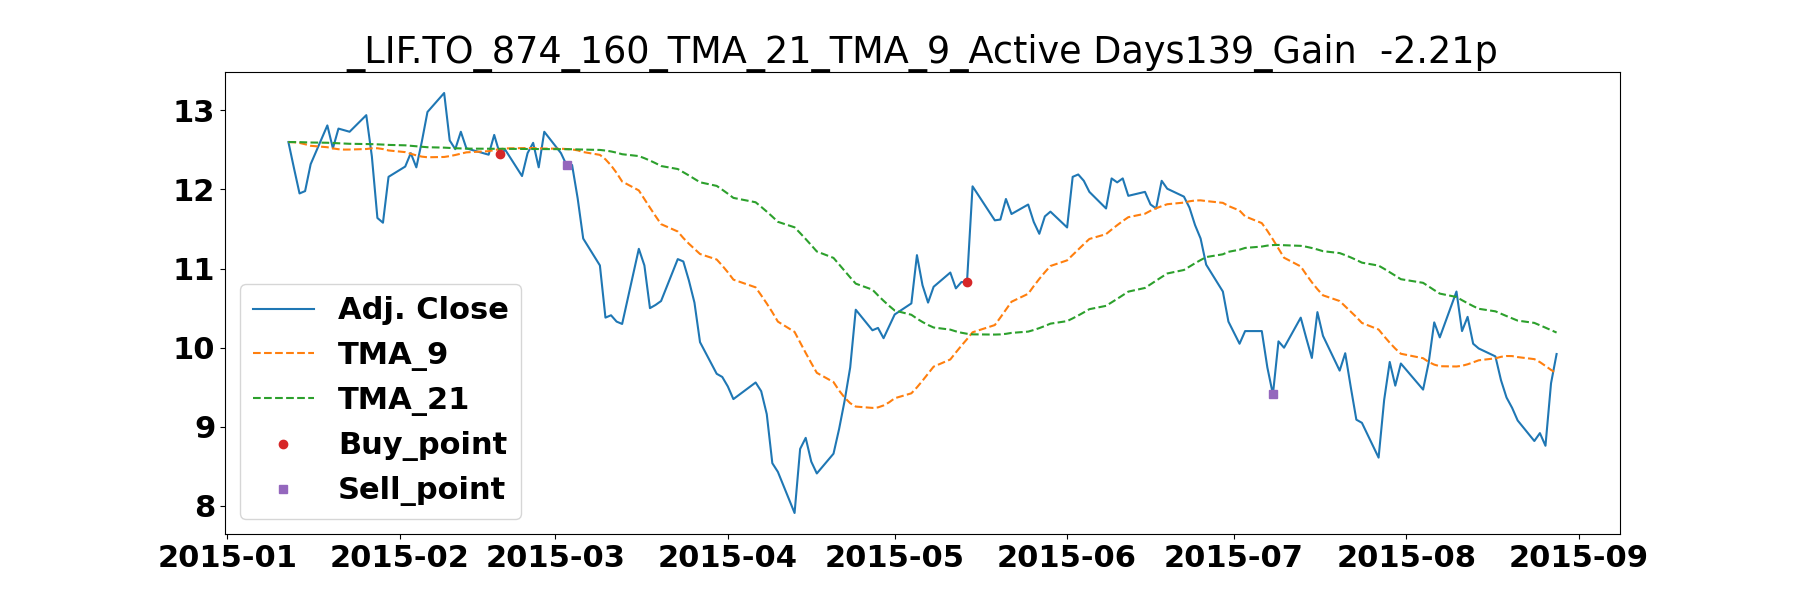 _LIF.TO_874_160_TMA_21_TMA_9_Active Days139_Gain  -2.21p
13
12
11
10
9
8
Adj. Close
TMA_9
TMA_21
Buy_point
Sell_point
2015-01 2015-02 2015-03 2015-04 2015-05 2015-06 2015-07 2015-08 2015-09